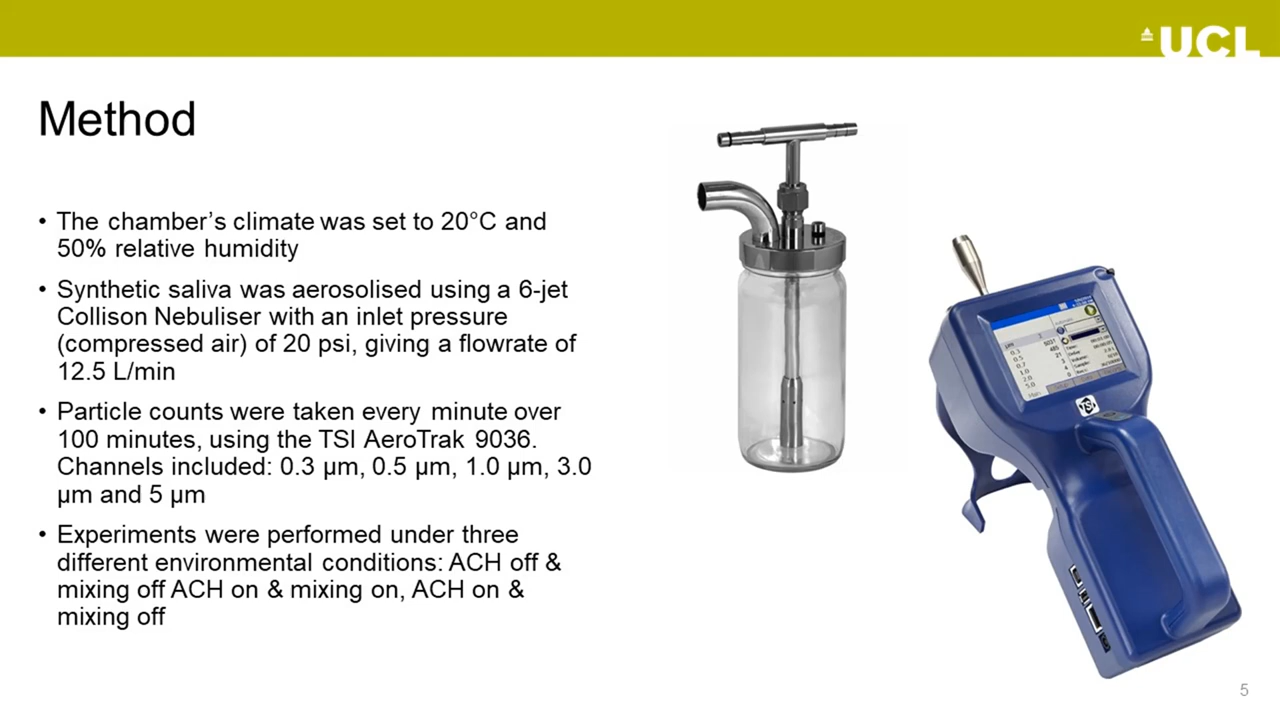 UCL
Method
• The chamber’s climate was set to 20°C and
50% relative humidity
• Synthetic saliva was aerosolised using a 6-jet
Collison Nebuliser with an inlet pressure
(compressed air) of 20 psi, giving a flowrate of
12.5 L/min
• Particle counts were taken every minute over
100 minutes, using the TSI AeroTrak 9036.
Channels included: 0.3 µm, 0.5 µm, 1.0 µm, 3.0
µm and 5 µm
• Experiments were performed under three
different environmental conditions: ACH off &
mixing off ACH on & mixing on, ACH on &
mixing off
TSI
5